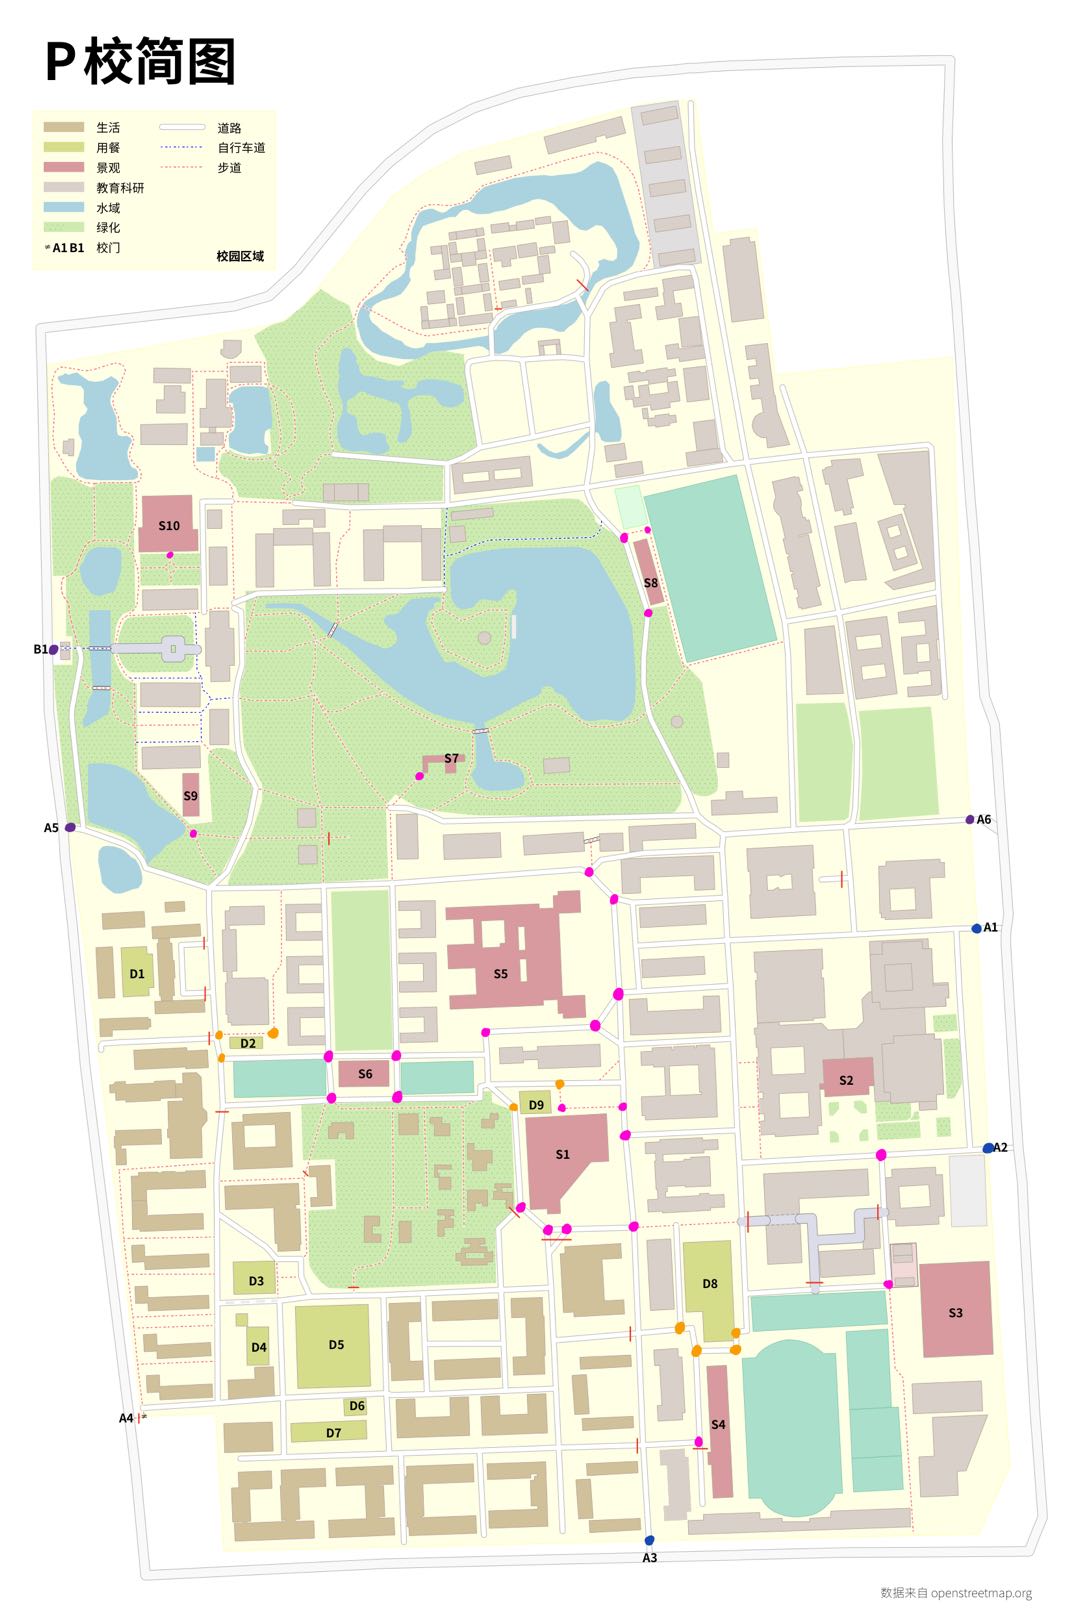 P校简图
生活
道路
用餐
自行车道
景观
步道
教育科研
水域
绿化
A1 B1
校门
校园区域
S10
S8
B1
S7
S9
A5
A6
A1
D1
S5
D2
S6
S2
D9
A2
S1
D3
D8
S3
D4
D5
A4
D6
D7
S4
A3
数据来自 openstreetmap.org